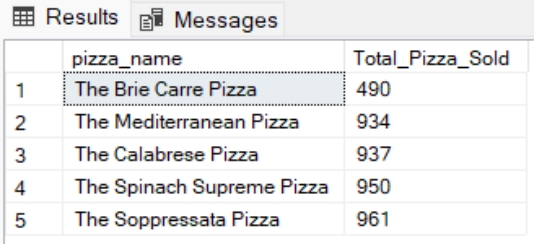 Results Messages
pizza_name Total_Pizza_Sold
1 The Brie Carre Pizza 490
2 The Mediterranean Pizza 934
3 The Calabrese Pizza 937
4 The Spinach Supreme Pizza 950
5 The Soppressata Pizza 961